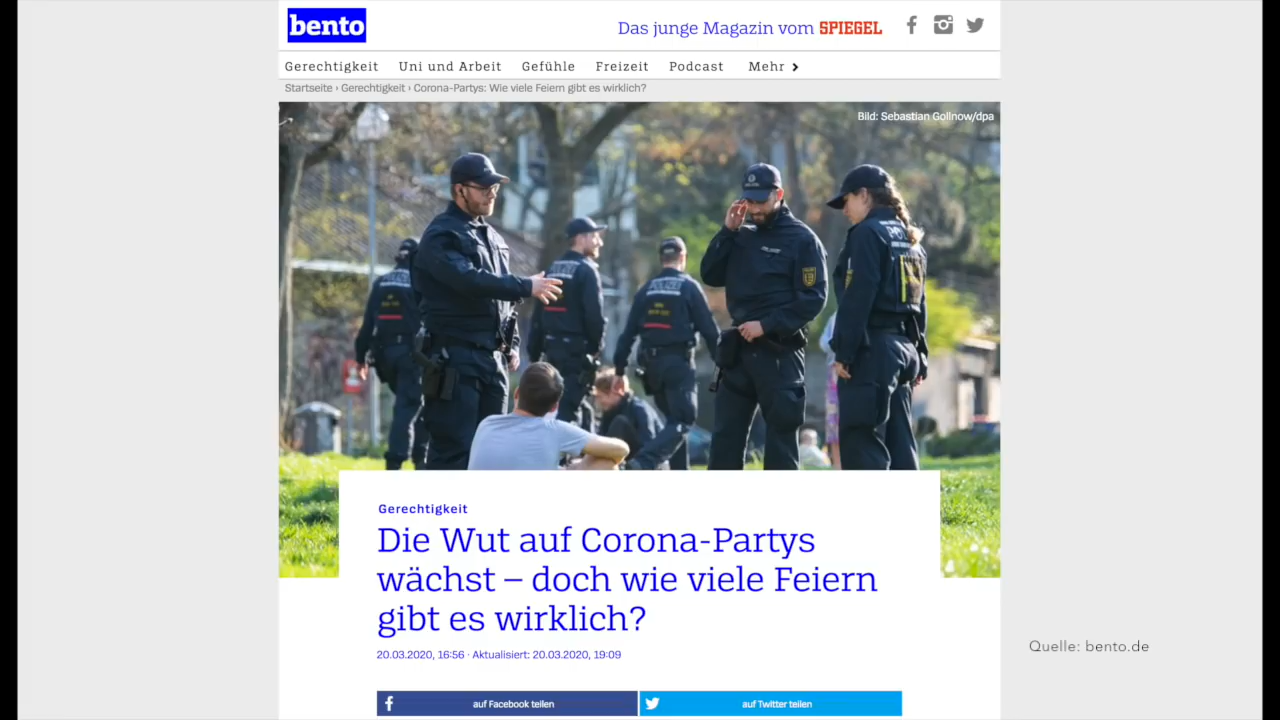 bento
Das junge Magazin vom SPIEGEL
Gerechtigkeit Uni und Arbeit Gefühle Freizeit Podcast Mehr
Startseite › Gerechtigkeit › Corona-Partys: Wie viele Feiern gibt es wirklich?
Bild: Sebastian Gollnow/dpa
Gerechtigkeit
Die Wut auf Corona-Partys
wächst – doch wie viele Feiern
gibt es wirklich?
20.03.2020, 16:56 · Aktualisiert: 20.03.2020, 19:09
Quelle: bento.de
auf Facebook teilen
auf Twitter teilen